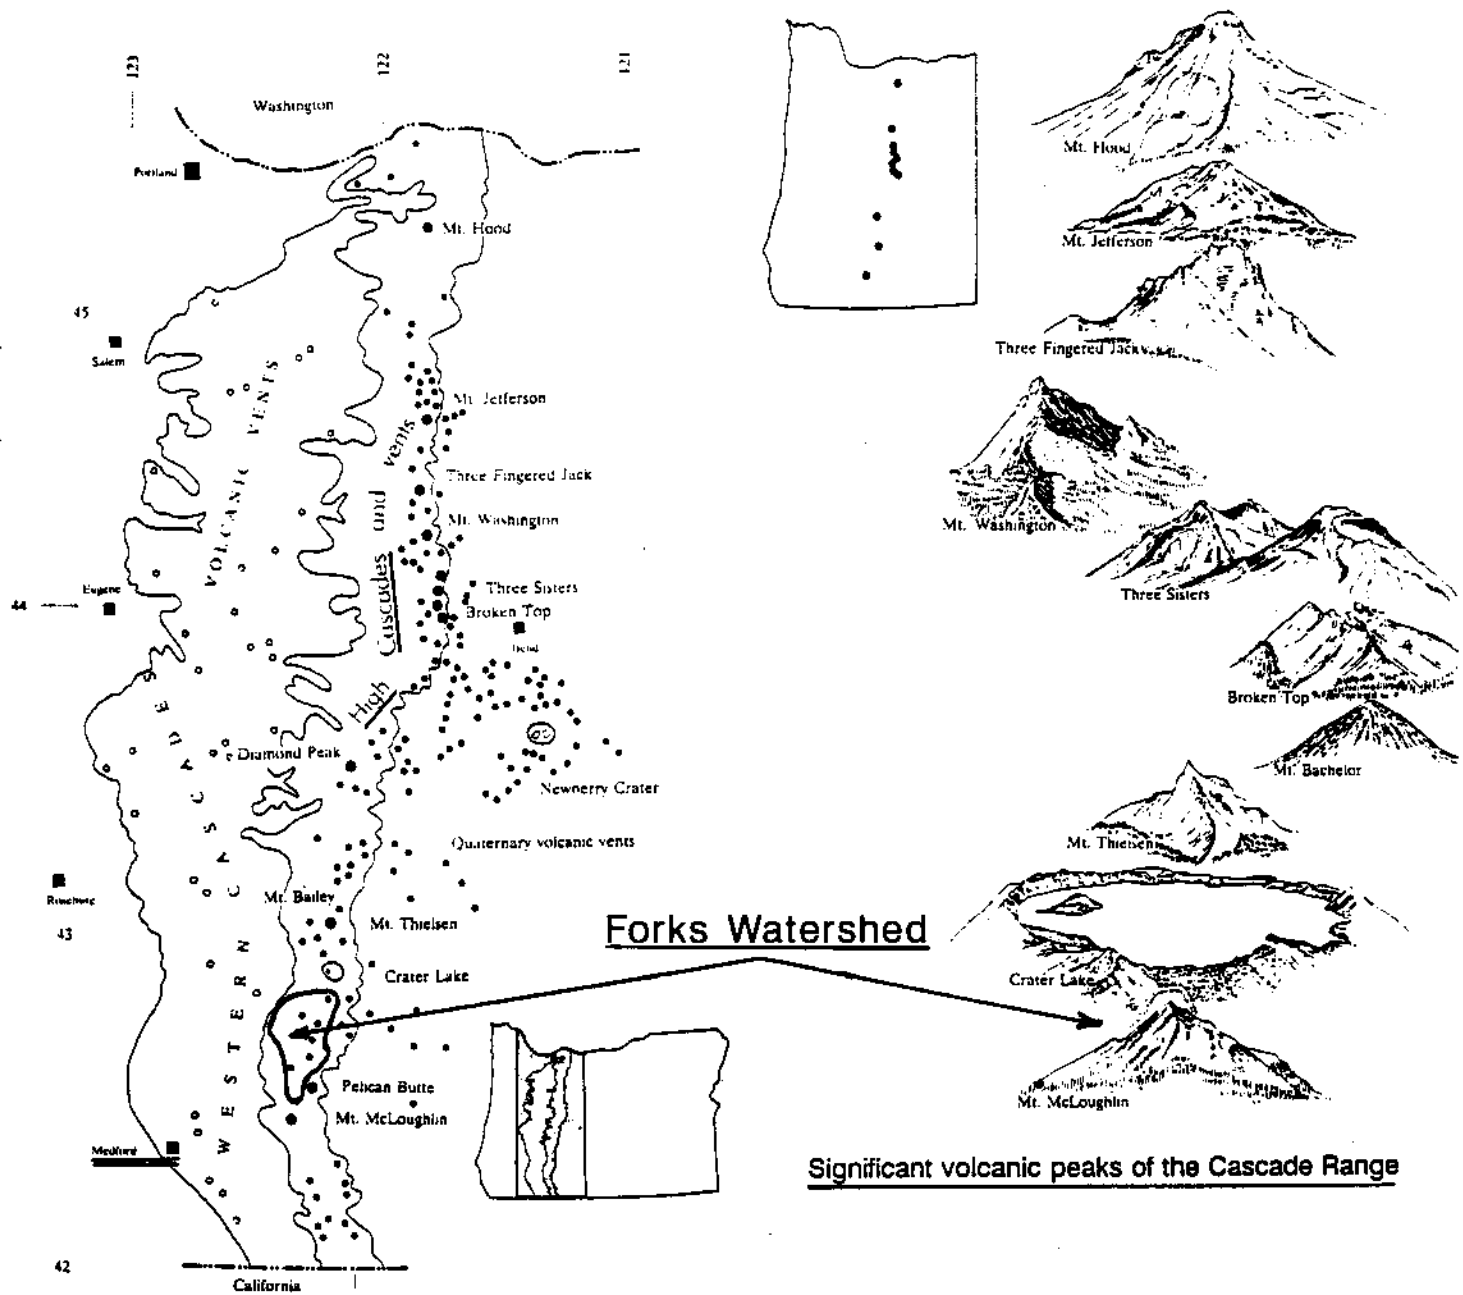 123
122
121
Washington
Portland
Mt. Hood
45
Salem
VOLCANIC VENTS
Mt. Jefferson
vents
Three Fingered Jack
and
Mt. Washington
Cascades
Eugene
44
Three Sisters
Broken Top
Bend
High
Diamond Peak
Newberry Crater
Quaternary volcanic vents
Roseburg
Mt. Bailey
43
Mt. Thielsen
Crater Lake
WESTERN CASCADES
Pelican Butte
Mt. McLoughlin
Medford
42
California
Forks Watershed
Mt. Hood
Mt. Jefferson
Three Fingered Jack
Mt. Washington
Three Sisters
Broken Top
Mt. Bachelor
Mt. Thielsen
Crater Lake
Mt. McLoughlin
Significant volcanic peaks of the Cascade Range